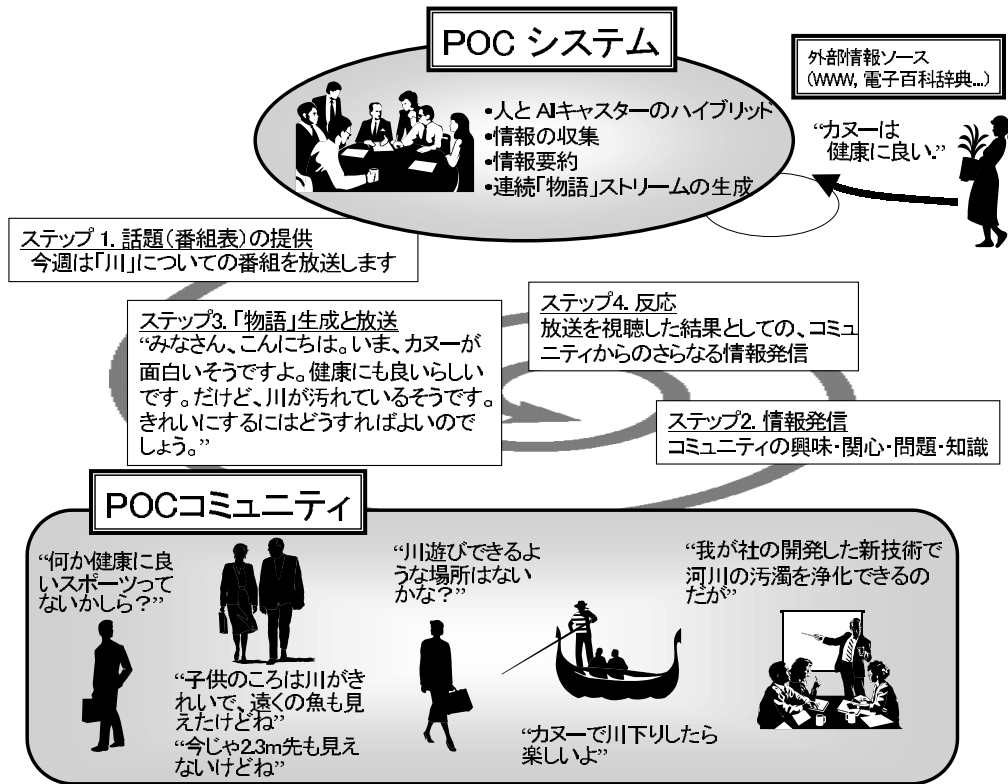 POC システム
外部情報ソース
(WWW, 電子百科辞典...)
•人と AIキャスターのハイブリッド
•情報の収集
•情報要約
•連続「物語」ストリームの生成
“カヌーは
健康に良い.”
ステップ 1. 話題(番組表)の提供
今週は「川」についての番組を放送します
ステップ3. 「物語」生成と放送
“みなさん、こんにちは。いま、カヌーが
面白いそうですよ。健康にも良いらしい
です。だけど、川が汚れているそうです。
きれいにするにはどうすればよいので
しょう。”
ステップ4. 反応
放送を視聴した結果としての、コミュ
ニティからのさらなる情報発信
ステップ2. 情報発信
コミュニティの興味・関心・問題・知識
POCコミュニティ
“何か健康に良
いスポーツって
ないかしら?”
“子供のころは川がき
れいで、遠くの魚も見
えたけどね”
“今じゃ2.3m先も見え
ないけどね”
“川遊びできるよ
うな場所はない
かな?”
“カヌーで川下りしたら
楽しいよ”
“我が社の開発した新技術で
河川の汚濁を浄化できるの
だが”